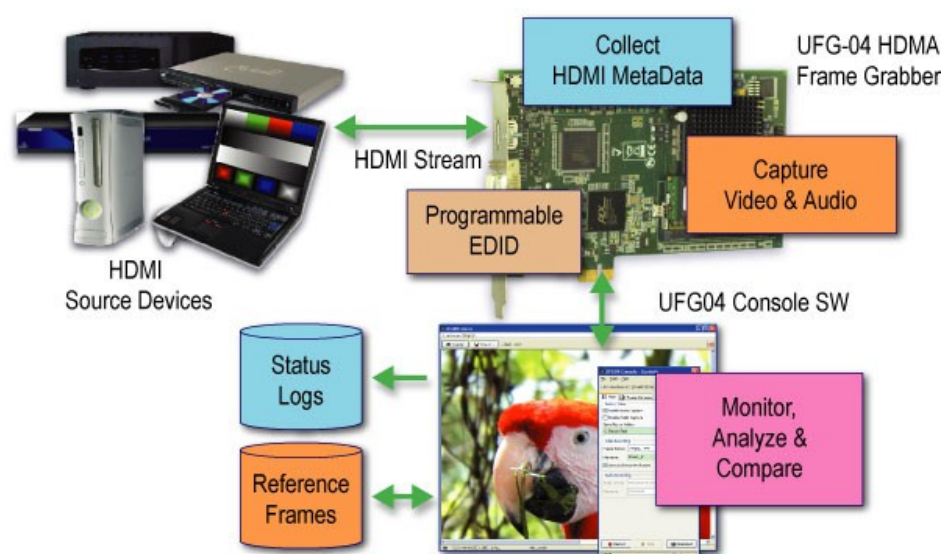 Collect
HDMI MetaData
UFG-04 HDMA
Frame Grabber
HDMI Stream
Capture
Video & Audio
Programmable
EDID
HDMI
Source Devices
UFG04 Console SW
Status
Logs
Monitor,
Analyze &
Compare
Reference
Frames